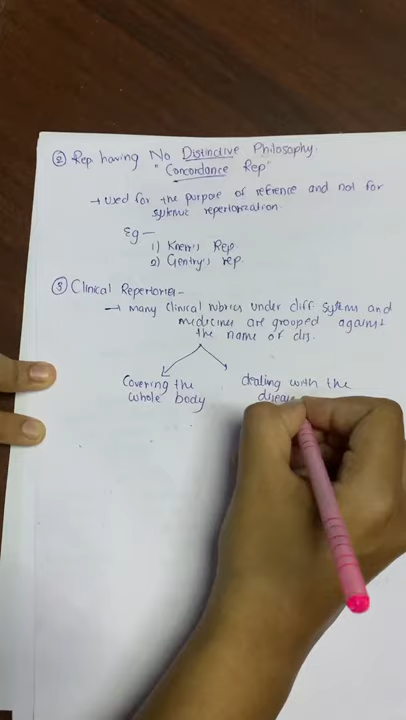 ② Rep having No Distinctive Philosophy.
"Concordance Rep"
→ used for the purpose of refrence and not for
systemic repertorization.
Eg —
1) Knerr's Rep.
2) Gentry's rep.
③ Clinical Repertories -
→ many clinical rubrics under diff systems and
medicines are grouped against
the name of dis.
Covering the
whole body
dealing with the
diseas